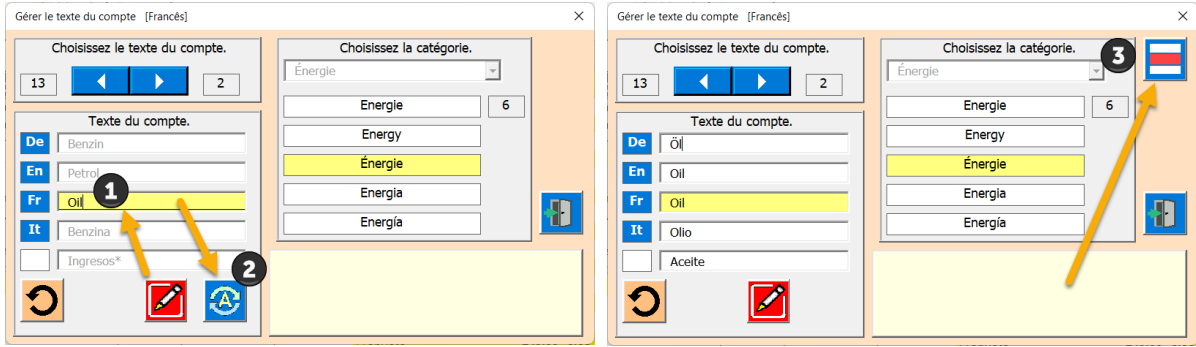 Gérer le texte du compte [Francês]
Choisissez le texte du compte.
13
2
Texte du compte.
De Benzin
En Petrol
Fr Oil
It Benzina
Ingresos*
1
2
A
Choisissez la catégorie.
Énergie
Energie 6
Energy
Énergie
Energia
Energía
Gérer le texte du compte [Francês]
Choisissez le texte du compte.
13
2
Texte du compte.
De Öl
En Oil
Fr Oil
It Olio
Aceite
Choisissez la catégorie.
3
Énergie
Energie 6
Energy
Énergie
Energia
Energía